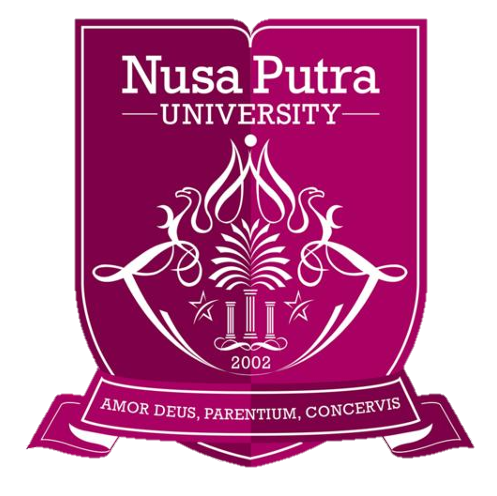 Nusa Putra
UNIVERSITY
2002
AMOR DEUS, PARENTIUM, CONCERVIS